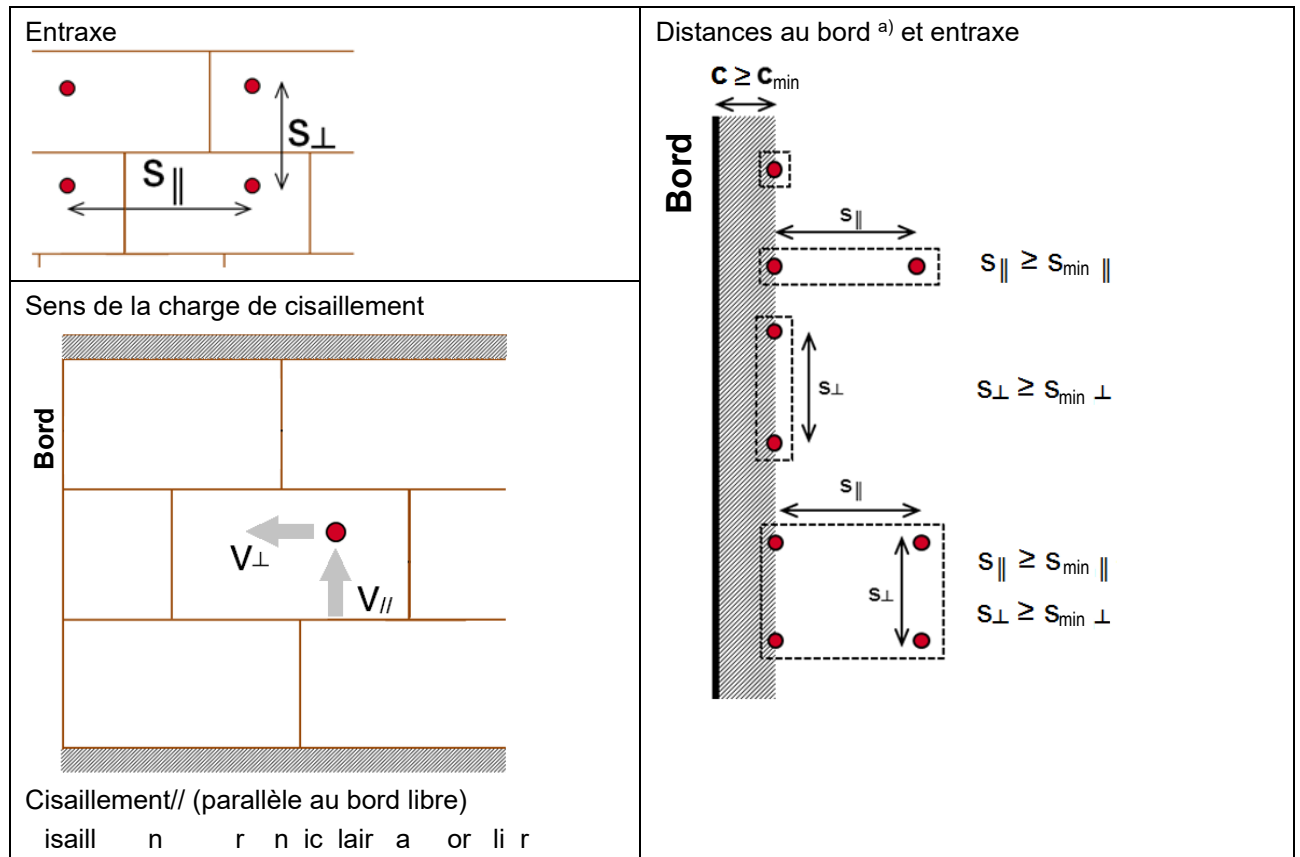 Entraxe
S⊥
S ||
Sens de la charge de cisaillement
Bord
V⊥
V//
Cisaillement// (parallèle au bord libre)
Distances au bord a) et entraxe
c ≥ cmin
Bord
s ||
s || ≥ smin ||
s⊥
s⊥ ≥ smin ⊥
s ||
s⊥
s || ≥ smin ||
s⊥ ≥ smin ⊥